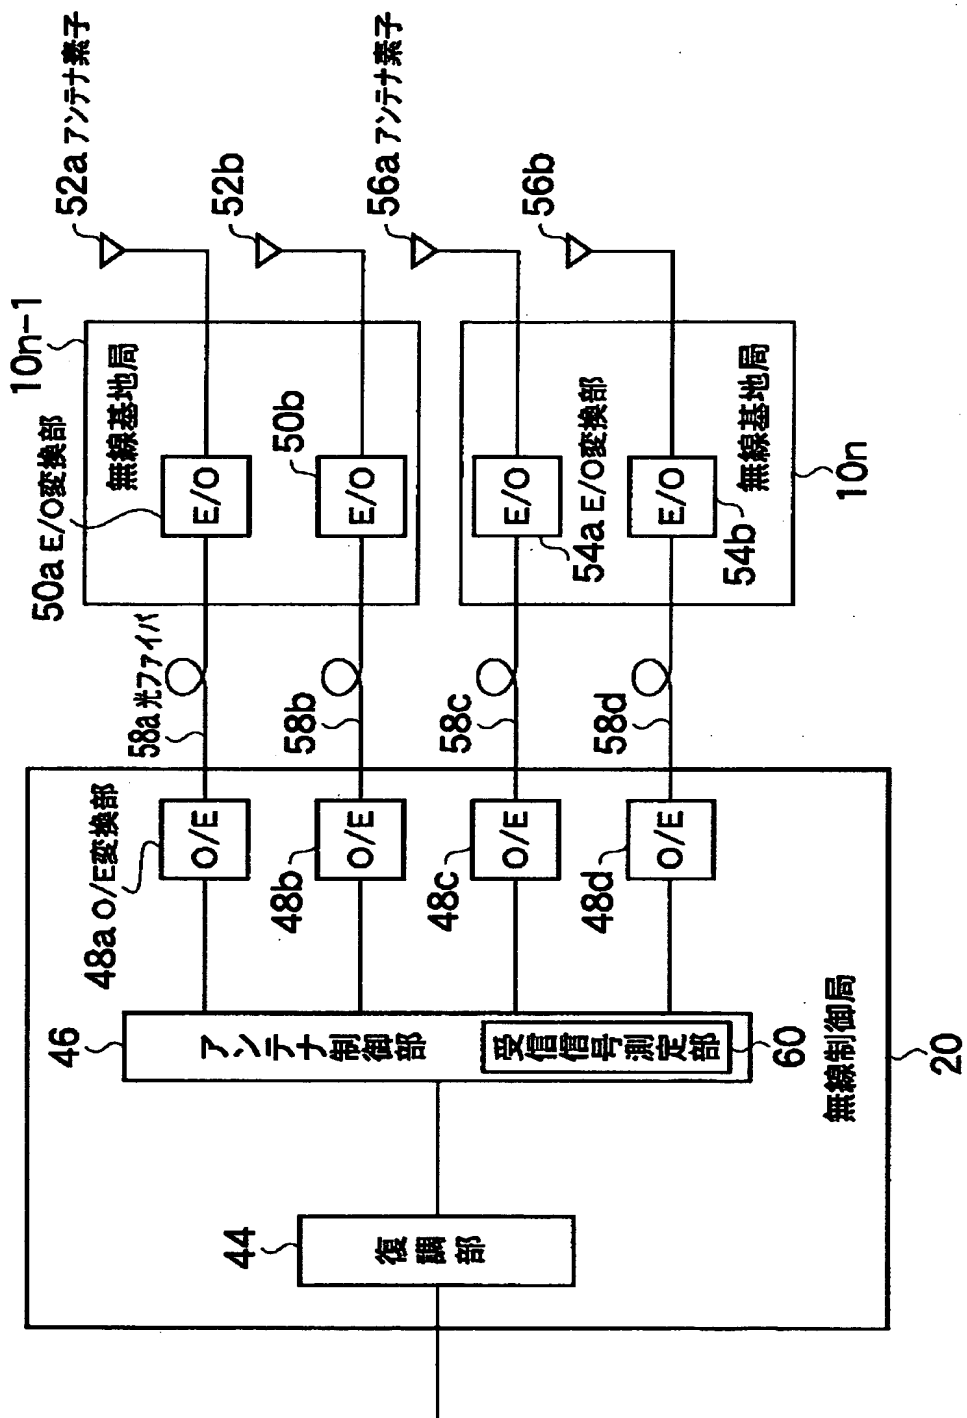 52a アンテナ素子
52b
56a アンテナ素子
56b
10n-1
無線基地局
50a E/O変換部
E/O
50b
E/O
E/O
54a E/O変換部
E/O
54b
無線基地局
10n
58a 光ファイバ
58b
58c
58d
48a O/E変換部
O/E
48b
O/E
48c
O/E
48d
O/E
46
アンテナ制御部
受信信号測定部
60
無線制御局
20
44
復調部